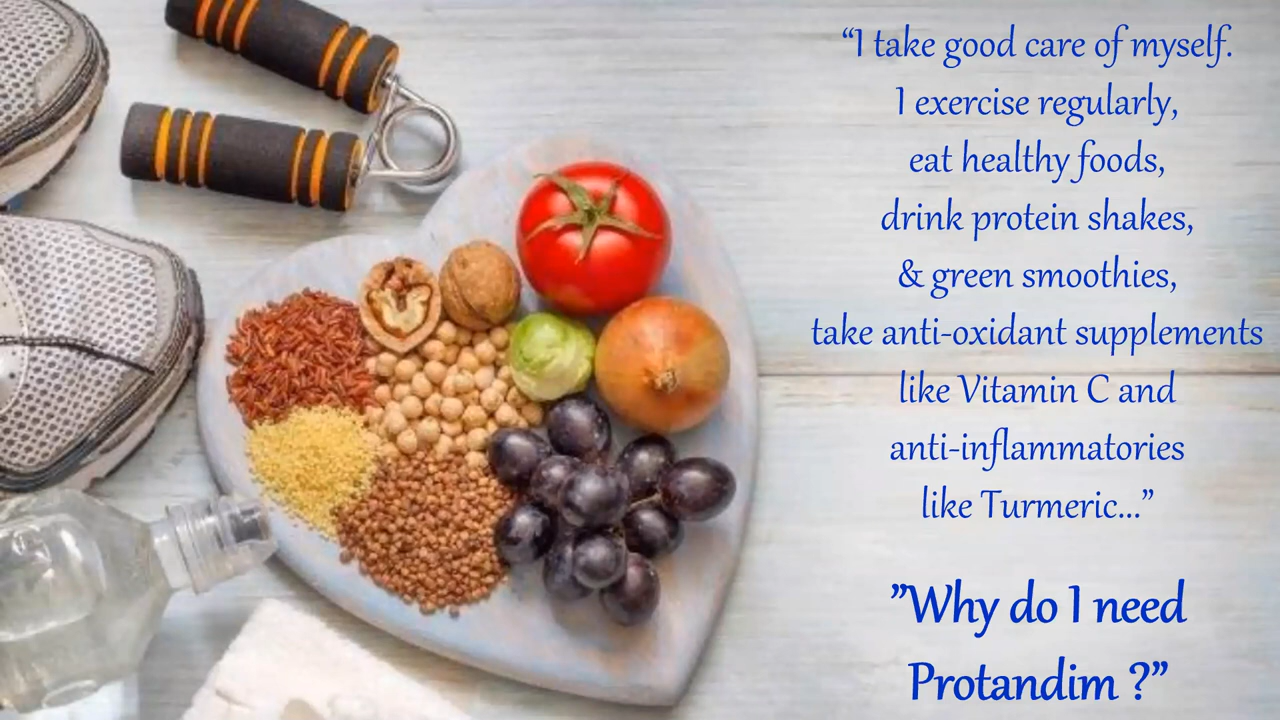 “I take good care of myself.
I exercise regularly,
eat healthy foods,
drink protein shakes,
& green smoothies,
take anti-oxidant supplements
like Vitamin C and
anti-inflammatories
like Turmeric...”
”Why do I need
Protandim ?”